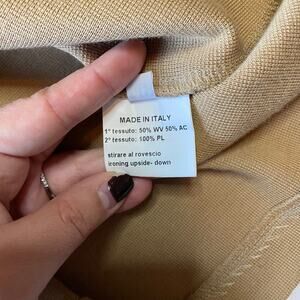 MADE IN ITALY
1° tessuto: 50% WV 50% AC
2° tessuto: 100% PL
stirare al rovescio
ironing upside- down